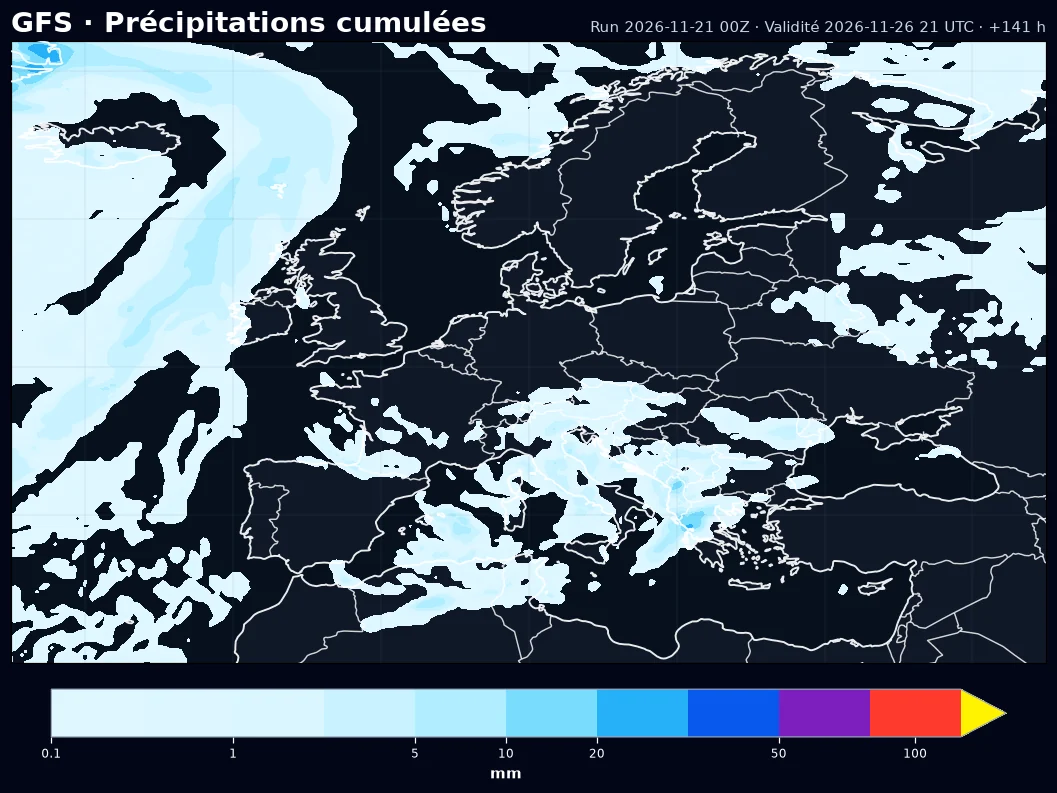 GFS · Précipitations cumulées
Run 2026-11-21 00Z · Validité 2026-11-26 21 UTC · +141 h
0.1 1 5 10 20 50 100
mm